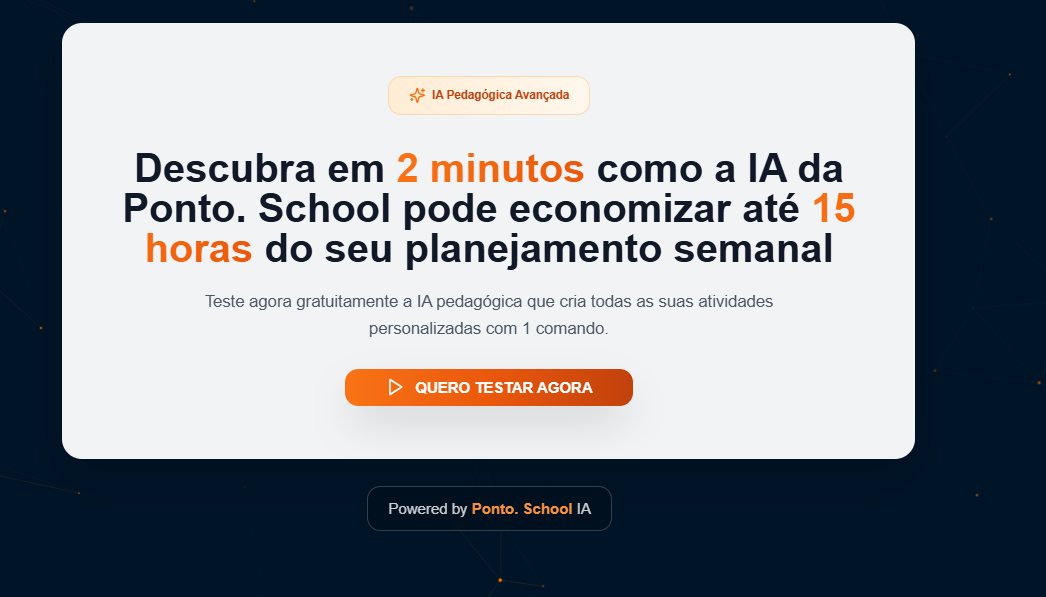 IA Pedagógica Avançada
Descubra em 2 minutos como a IA da
Ponto. School pode economizar até 15
horas do seu planejamento semanal
Teste agora gratuitamente a IA pedagógica que cria todas as suas atividades
personalizadas com 1 comando.
QUERO TESTAR AGORA
Powered by Ponto. School IA